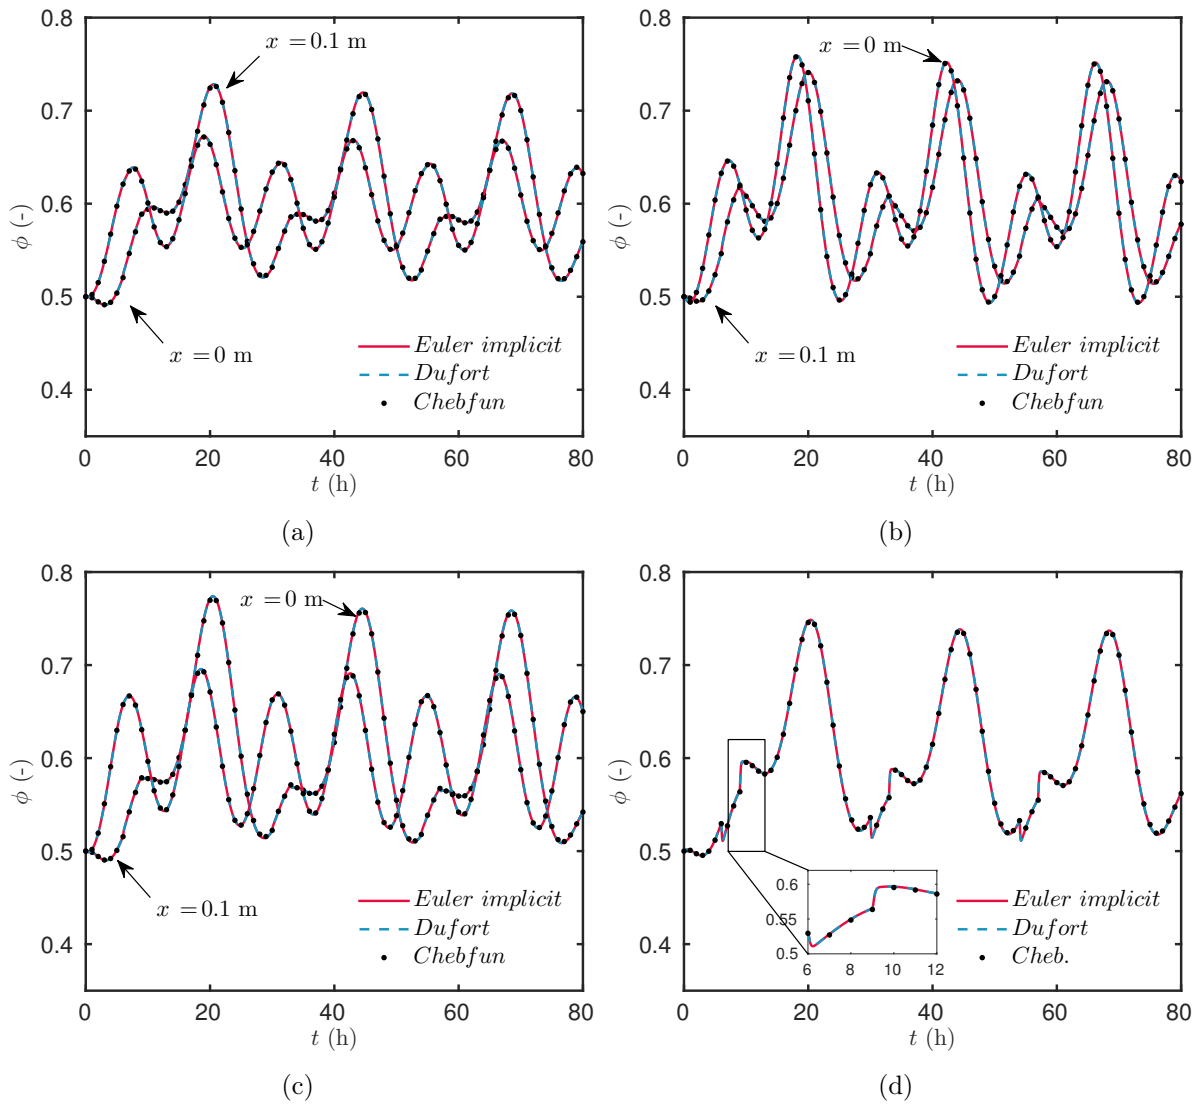 0.8
x = 0.1 m
0.7
0.6
ϕ (-)
0.5
x = 0 m
0.4
Euler implicit
Dufort
Chebfun
0 20 40 60 80
t (h)
(a)
0.8
x = 0 m
0.7
0.6
ϕ (-)
0.5
x = 0.1 m
0.4
Euler implicit
Dufort
Chebfun
0 20 40 60 80
t (h)
(b)
0.8
x = 0 m
0.7
0.6
ϕ (-)
0.5
x = 0.1 m
0.4
Euler implicit
Dufort
Chebfun
0 20 40 60 80
t (h)
(c)
0.8
0.7
0.6
ϕ (-)
0.5
0.4
0.6
0.55
0.5
6 8 10 12
Euler implicit
Dufort
Cheb.
0 20 40 60 80
t (h)
(d)